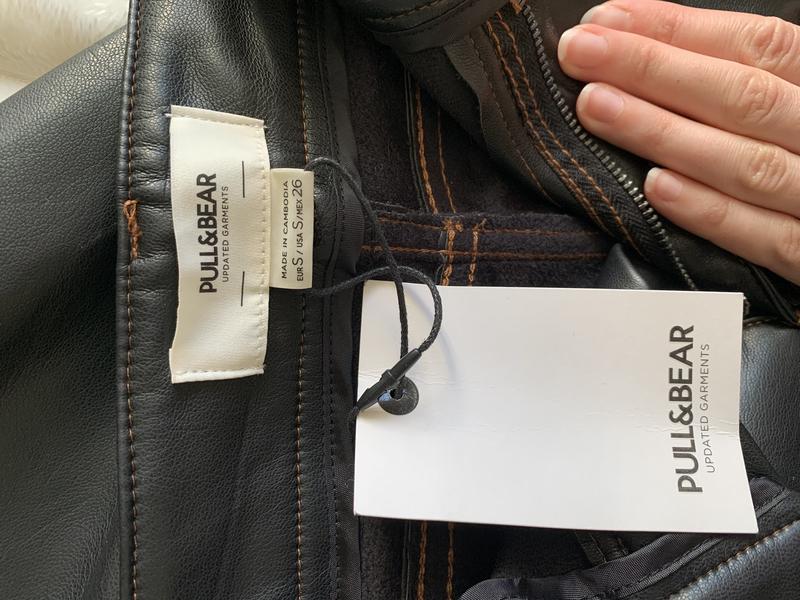 PULL&BEAR
UPDATED GARMENTS
MADE IN CAMBODIA
EUR S / USA S / MEX 26
PULL&BEAR
UPDATED GARMENTS